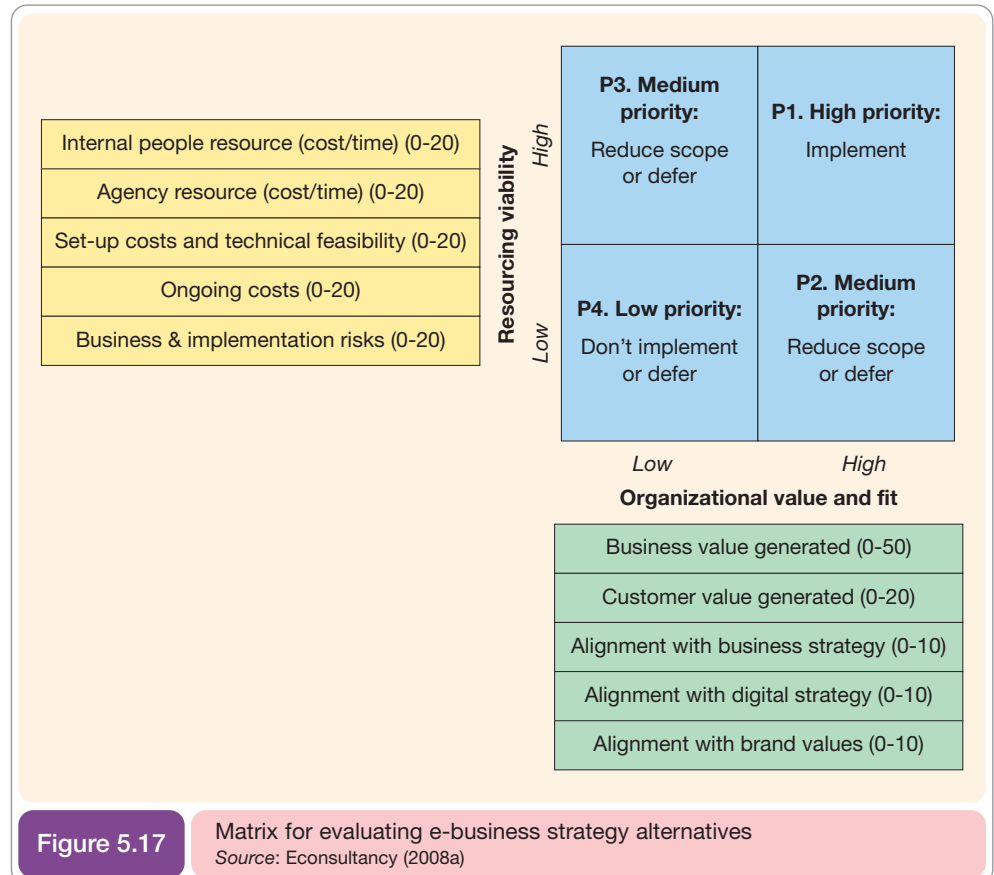 Internal people resource (cost/time) (0-20)
Agency resource (cost/time) (0-20)
Set-up costs and technical feasibility (0-20)
Ongoing costs (0-20)
Business & implementation risks (0-20)
Resourcing viability
High
Low
P3. Medium
priority:
Reduce scope
or defer
P1. High priority:
Implement
P4. Low priority:
Don't implement
or defer
P2. Medium
priority:
Reduce scope
or defer
Low
High
Organizational value and fit
Business value generated (0-50)
Customer value generated (0-20)
Alignment with business strategy (0-10)
Alignment with digital strategy (0-10)
Alignment with brand values (0-10)
Figure 5.17
Matrix for evaluating e-business strategy alternatives
Source: Econsultancy (2008a)